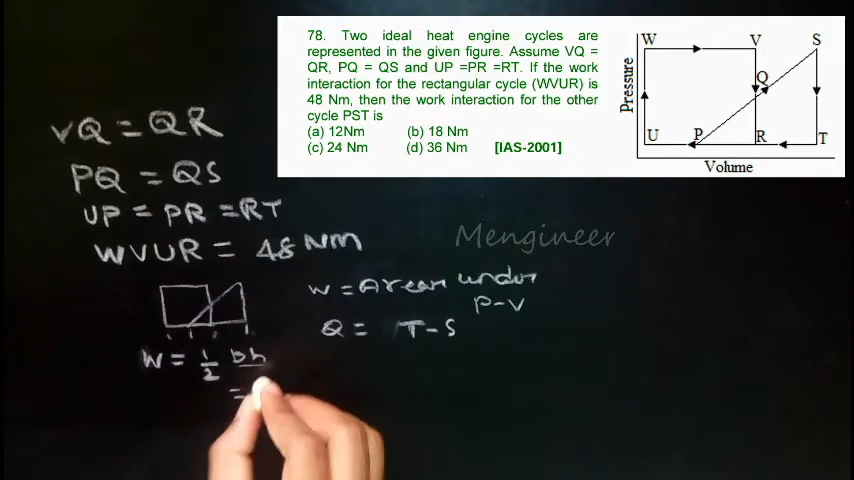 78. Two ideal heat engine cycles are
represented in the given figure. Assume VQ =
QR, PQ = QS and UP =PR =RT. If the work
interaction for the rectangular cycle (WVUR) is
48 Nm, then the work interaction for the other
cycle PST is
(a) 12Nm (b) 18 Nm
(c) 24 Nm (d) 36 Nm [IAS-2001]
W V S
Q
Pressure
U P R T
Volume
VQ = QR
PQ = QS
UP = PR = RT
WVUR = 48 Nm
Mengineer
W = Area under
P-V
Q = T-S
W = 1/2 bh
=